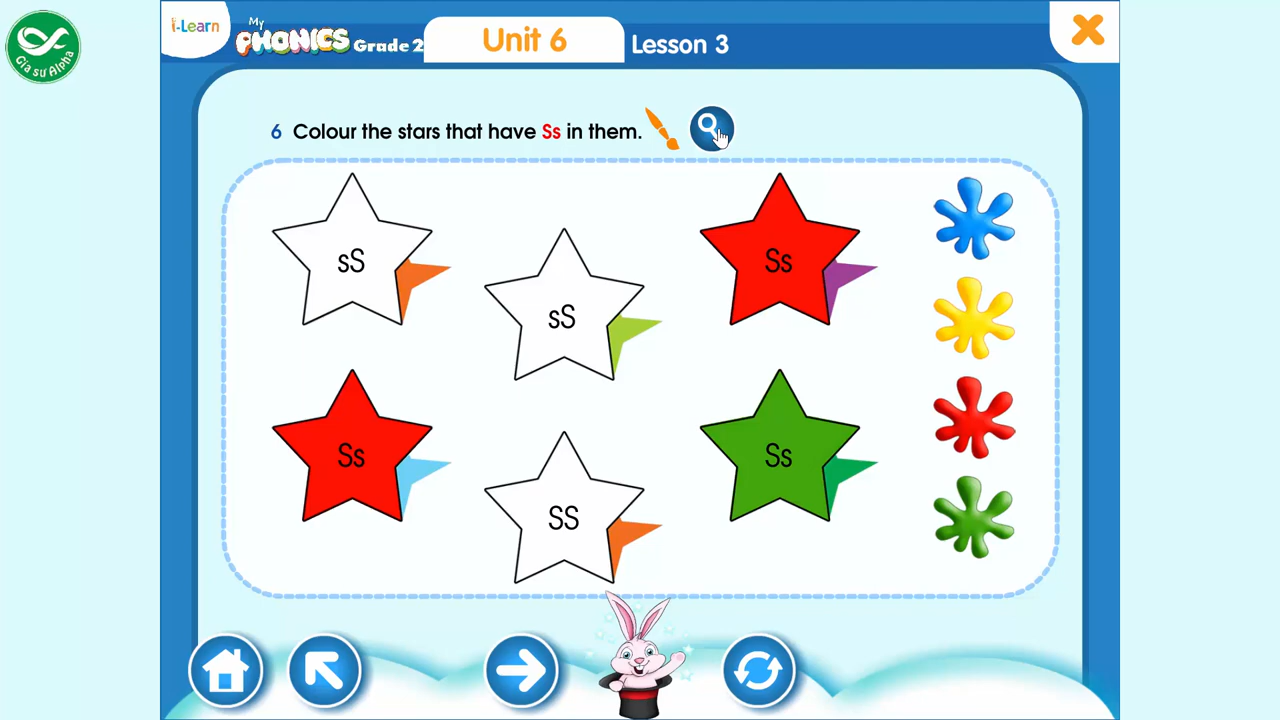 Gia sư Alpha
i-Learn
My
PHONICS Grade 2
Unit 6
Lesson 3
6 Colour the stars that have Ss in them.
sS
sS
Ss
Ss
SS
Ss